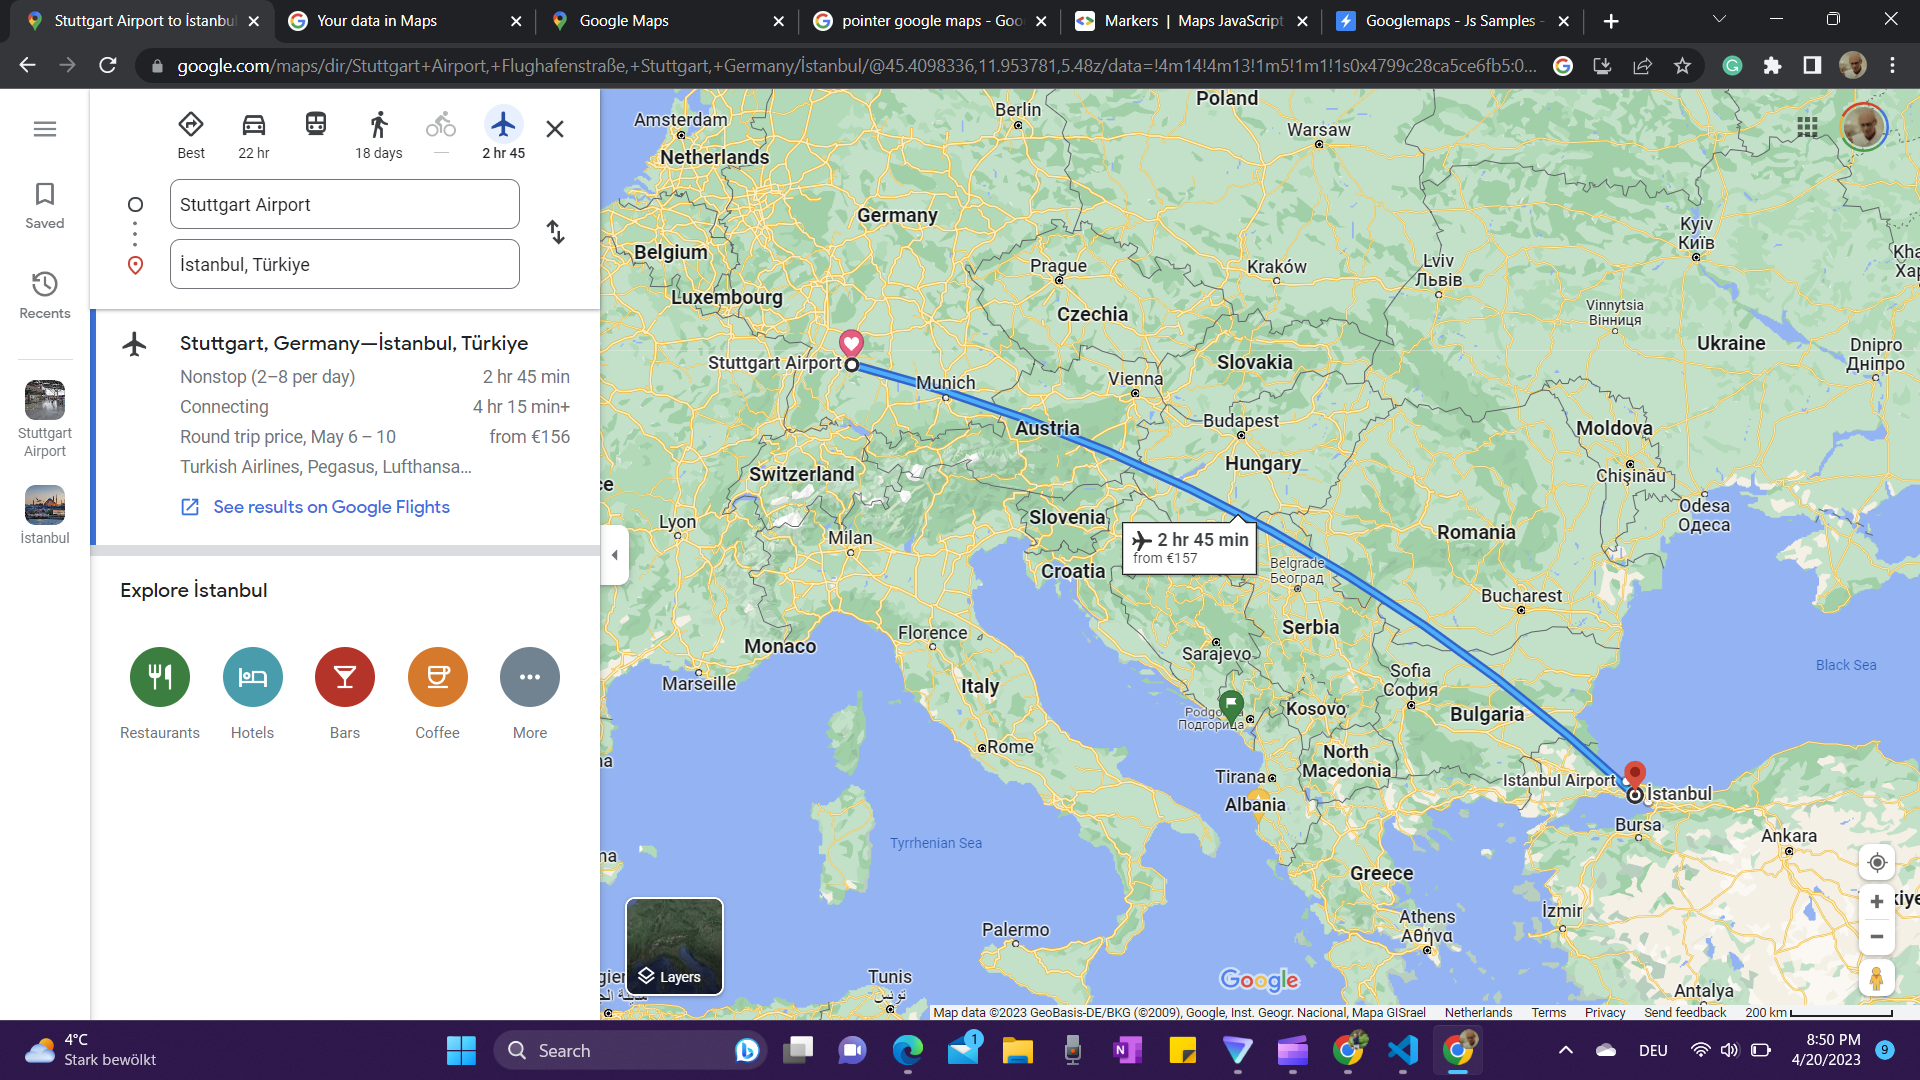 Stuttgart Airport to İstanbul
Your data in Maps
Google Maps
pointer google maps - Goo
Markers | Maps JavaScript
Googlemaps - Js Samples -
google.com/maps/dir/Stuttgart+Airport,+Flughafenstraße,+Stuttgart,+Germany/İstanbul/@45.4098336,11.953781,5.48z/data=!4m14!4m13!1m5!1m1!1s0x4799c28ca5ce6fb5:0...
Best
22 hr
18 days
—
2 hr 45
Saved
Recents
Stuttgart
Airport
İstanbul
Stuttgart Airport
İstanbul, Türkiye
Stuttgart, Germany—İstanbul, Türkiye
Nonstop (2–8 per day) 2 hr 45 min
Connecting 4 hr 15 min+
Round trip price, May 6 – 10 from €156
Turkish Airlines, Pegasus, Lufthansa...
See results on Google Flights
Explore İstanbul
Restaurants
Hotels
Bars
Coffee
More
Amsterdam
Netherlands
Berlin
Poland
Warsaw
Germany
Belgium
Luxembourg
Prague
Czechia
Kraków
Lviv
Львів
Kyiv
Київ
Kha
Хар
Vinnytsia
Вінниця
Ukraine
Dnipro
Дніпро
Stuttgart Airport
Munich
Vienna
Slovakia
Austria
Budapest
Hungary
Moldova
Chișinău
Odesa
Одеса
Switzerland
ce
Lyon
Milan
Slovenia
Croatia
2 hr 45 min
from €157
Belgrade
Београд
Romania
Bucharest
Serbia
Florence
Monaco
Marseille
Italy
Sarajevo
Sofia
София
Black Sea
Kosovo
Bulgaria
Podgo a
Подгорица
Rome
North
Macedonia
Tirana
Albania
Istanbul Airport
İstanbul
Bursa
Ankara
na
Tyrrhenian Sea
Greece
İzmir
kiye
Athens
Αθήνα
Palermo
Tunis
تونس
gier
Antalya
Layers
Google
Map data ©2023 GeoBasis-DE/BKG (©2009), Google, Inst. Geogr. Nacional, Mapa GISrael Netherlands Terms Privacy Send feedback 200 km
4°C
Stark bewölkt
Search
1
DEU
8:50 PM
4/20/2023
9